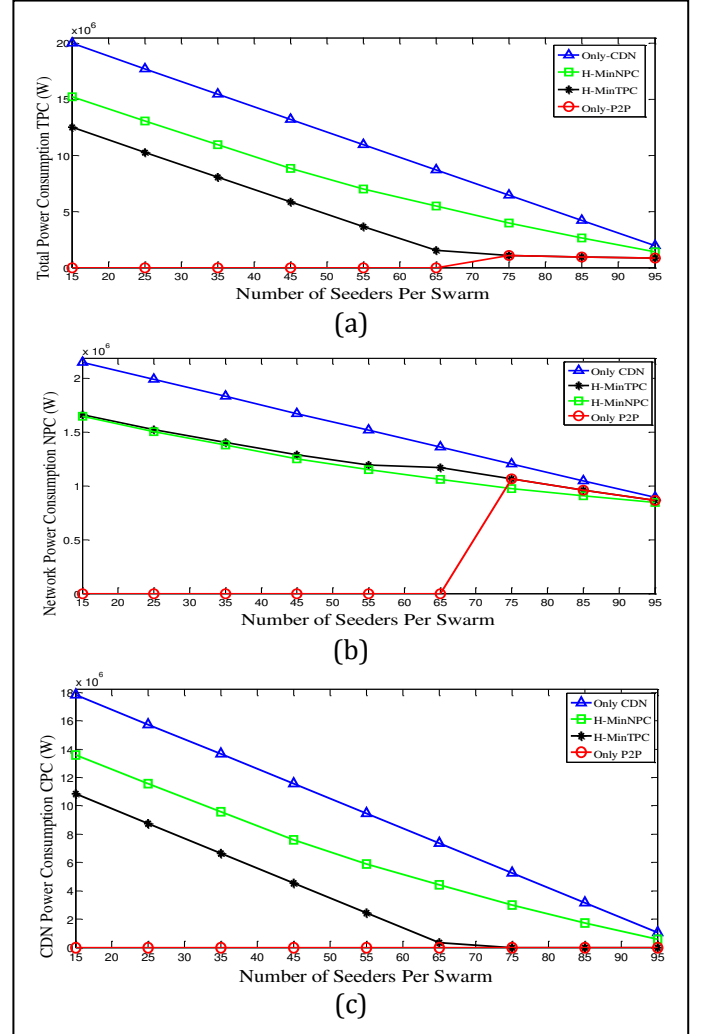 x 10⁶
Total Power Consumption TPC (W)
20
15
10
5
0
Only-CDN
H-MinNPC
H-MinTPC
Only-P2P
15 20 25 30 35 40 45 50 55 60 65 70 75 80 85 90 95
Number of Seeders Per Swarm
(a)
x 10⁶
Network Power Consumption NPC (W)
2
1.5
1
0.5
0
Only CDN
H-MinTPC
H-MinNPC
Only P2P
15 20 25 30 35 40 45 50 55 60 65 70 75 80 85 90 95
Number of Seeders Per Swarm
(b)
x 10⁶
CDN Power Consumption CPC (W)
18
16
14
12
10
8
6
4
2
0
Only CDN
H-MinNPC
H-MinTPC
Only P2P
15 20 25 30 35 40 45 50 55 60 65 70 75 80 85 90 95
Number of Seeders Per Swarm
(c)